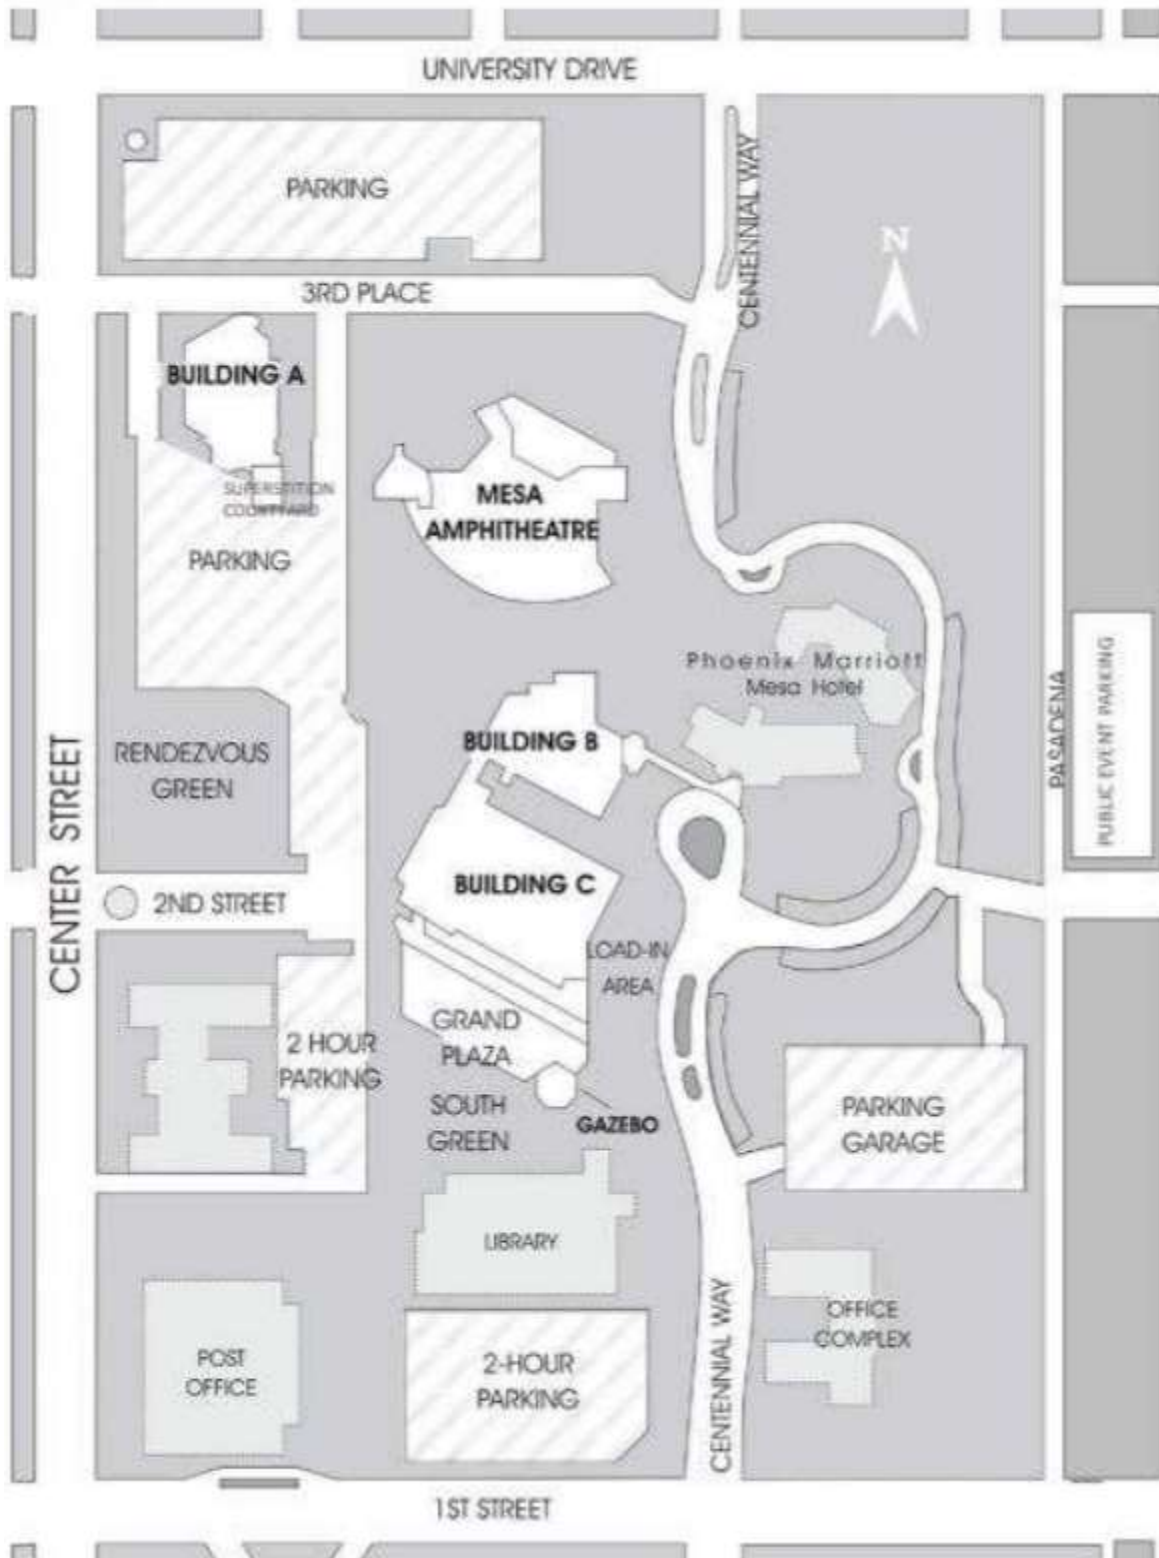 UNIVERSITY DRIVE
PARKING
CENTENNIAL WAY
N
3RD PLACE
BUILDING A
SUPERSTITION
COURTYARD
PARKING
MESA
AMPHITHEATRE
Phoenix Marriott
Mesa Hotel
PASADENA
PUBLIC EVENT PARKING
BUILDING B
RENDEZVOUS
GREEN
CENTER STREET
BUILDING C
2ND STREET
LOAD-IN
AREA
GRAND
PLAZA
2 HOUR
PARKING
SOUTH
GREEN
GAZEBO
PARKING
GARAGE
LIBRARY
CENTENNIAL WAY
OFFICE
COMPLEX
POST
OFFICE
2-HOUR
PARKING
1ST STREET